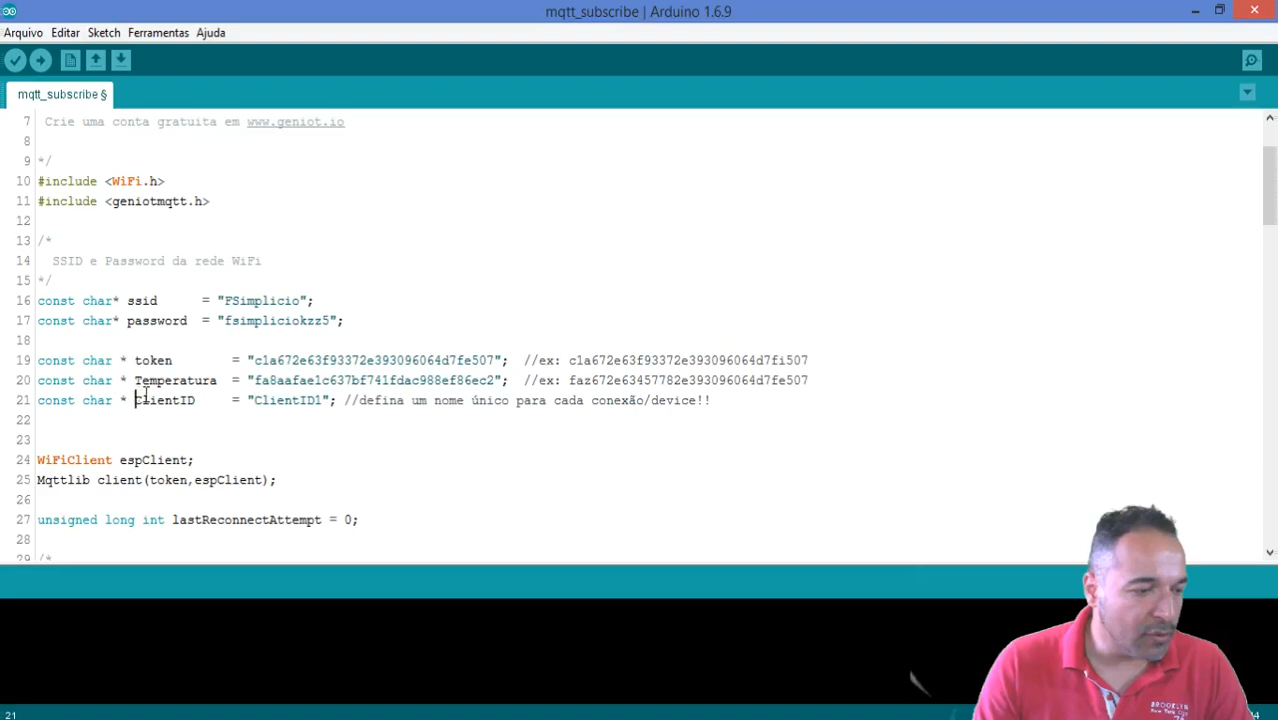 mqtt_subscribe | Arduino 1.6.9
Arquivo Editar Sketch Ferramentas Ajuda
mqtt_subscribe §
7 Crie uma conta gratuita em www.geniot.io
8
9 */
10 #include <WiFi.h>
11 #include <geniotmqtt.h>
12
13 /*
14 SSID e Password da rede WiFi
15 */
16 const char* ssid = "FSimplicio";
17 const char* password = "fsimpliciokzz5";
18
19 const char * token = "c1a672e63f93372e393096064d7fe507"; //ex: c1a672e63f93372e393096064d7fi507
20 const char * Temperatura = "fa8aafae1c637bf741fdac988ef86ec2"; //ex: faz672e63457782e393096064d7fe507
21 const char * ClientID = "ClientID1"; //defina um nome único para cada conexão/device!!
22
23
24 WiFiClient espClient;
25 Mqttlib client(token,espClient);
26
27 unsigned long int lastReconnectAttempt = 0;
28
29 /*
BROOKLYN
21